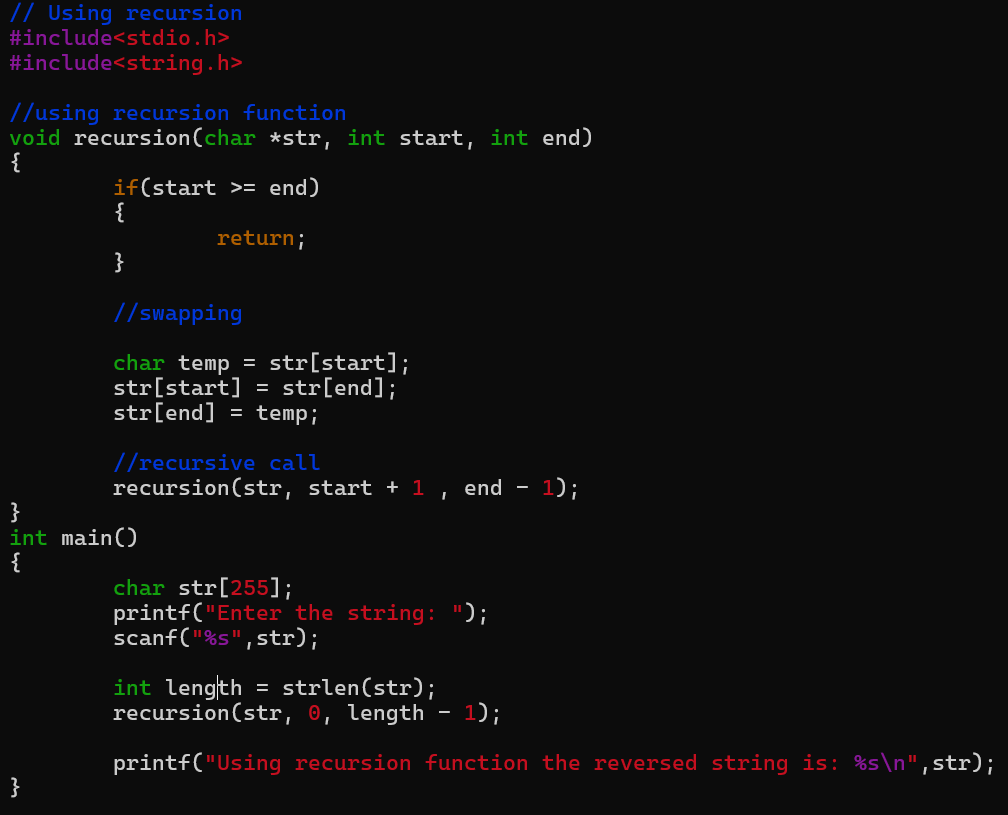 // Using recursion
#include<stdio.h>
#include<string.h>
//using recursion function
void recursion(char *str, int start, int end)
{
if(start >= end)
{
return;
}
//swapping
char temp = str[start];
str[start] = str[end];
str[end] = temp;
//recursive call
recursion(str, start + 1 , end - 1);
}
int main()
{
char str[255];
printf("Enter the string: ");
scanf("%s",str);
int length = strlen(str);
recursion(str, 0, length - 1);
printf("Using recursion function the reversed string is: %s\n",str);
}